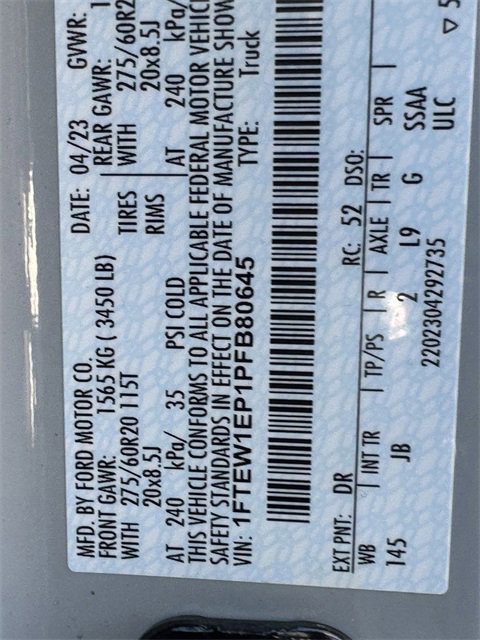 MFD. BY FORD MOTOR CO.
DATE: 04/23 GVWR:
FRONT GAWR: 1565 KG ( 3450 LB) REAR GAWR: 1
WITH 275/60R20 115T TIRES WITH 275/60R2
20x8.5J RIMS 20x8.5J
AT 240 kPa/ 35 PSI COLD AT 240 kPa/
THIS VEHICLE CONFORMS TO ALL APPLICABLE FEDERAL MOTOR VEHIC
SAFETY STANDARDS IN EFFECT ON THE DATE OF MANUFACTURE SHOW
VIN: 1FTEW1EP1PFB80645 TYPE: Truck
EXT PNT: DR RC: 52 DSO:
WB | INT TR | TP/PS | R | AXLE | TR | SPR |
145 JB 2 L9 G SSAA
2202304292735 ULC
▽ 5